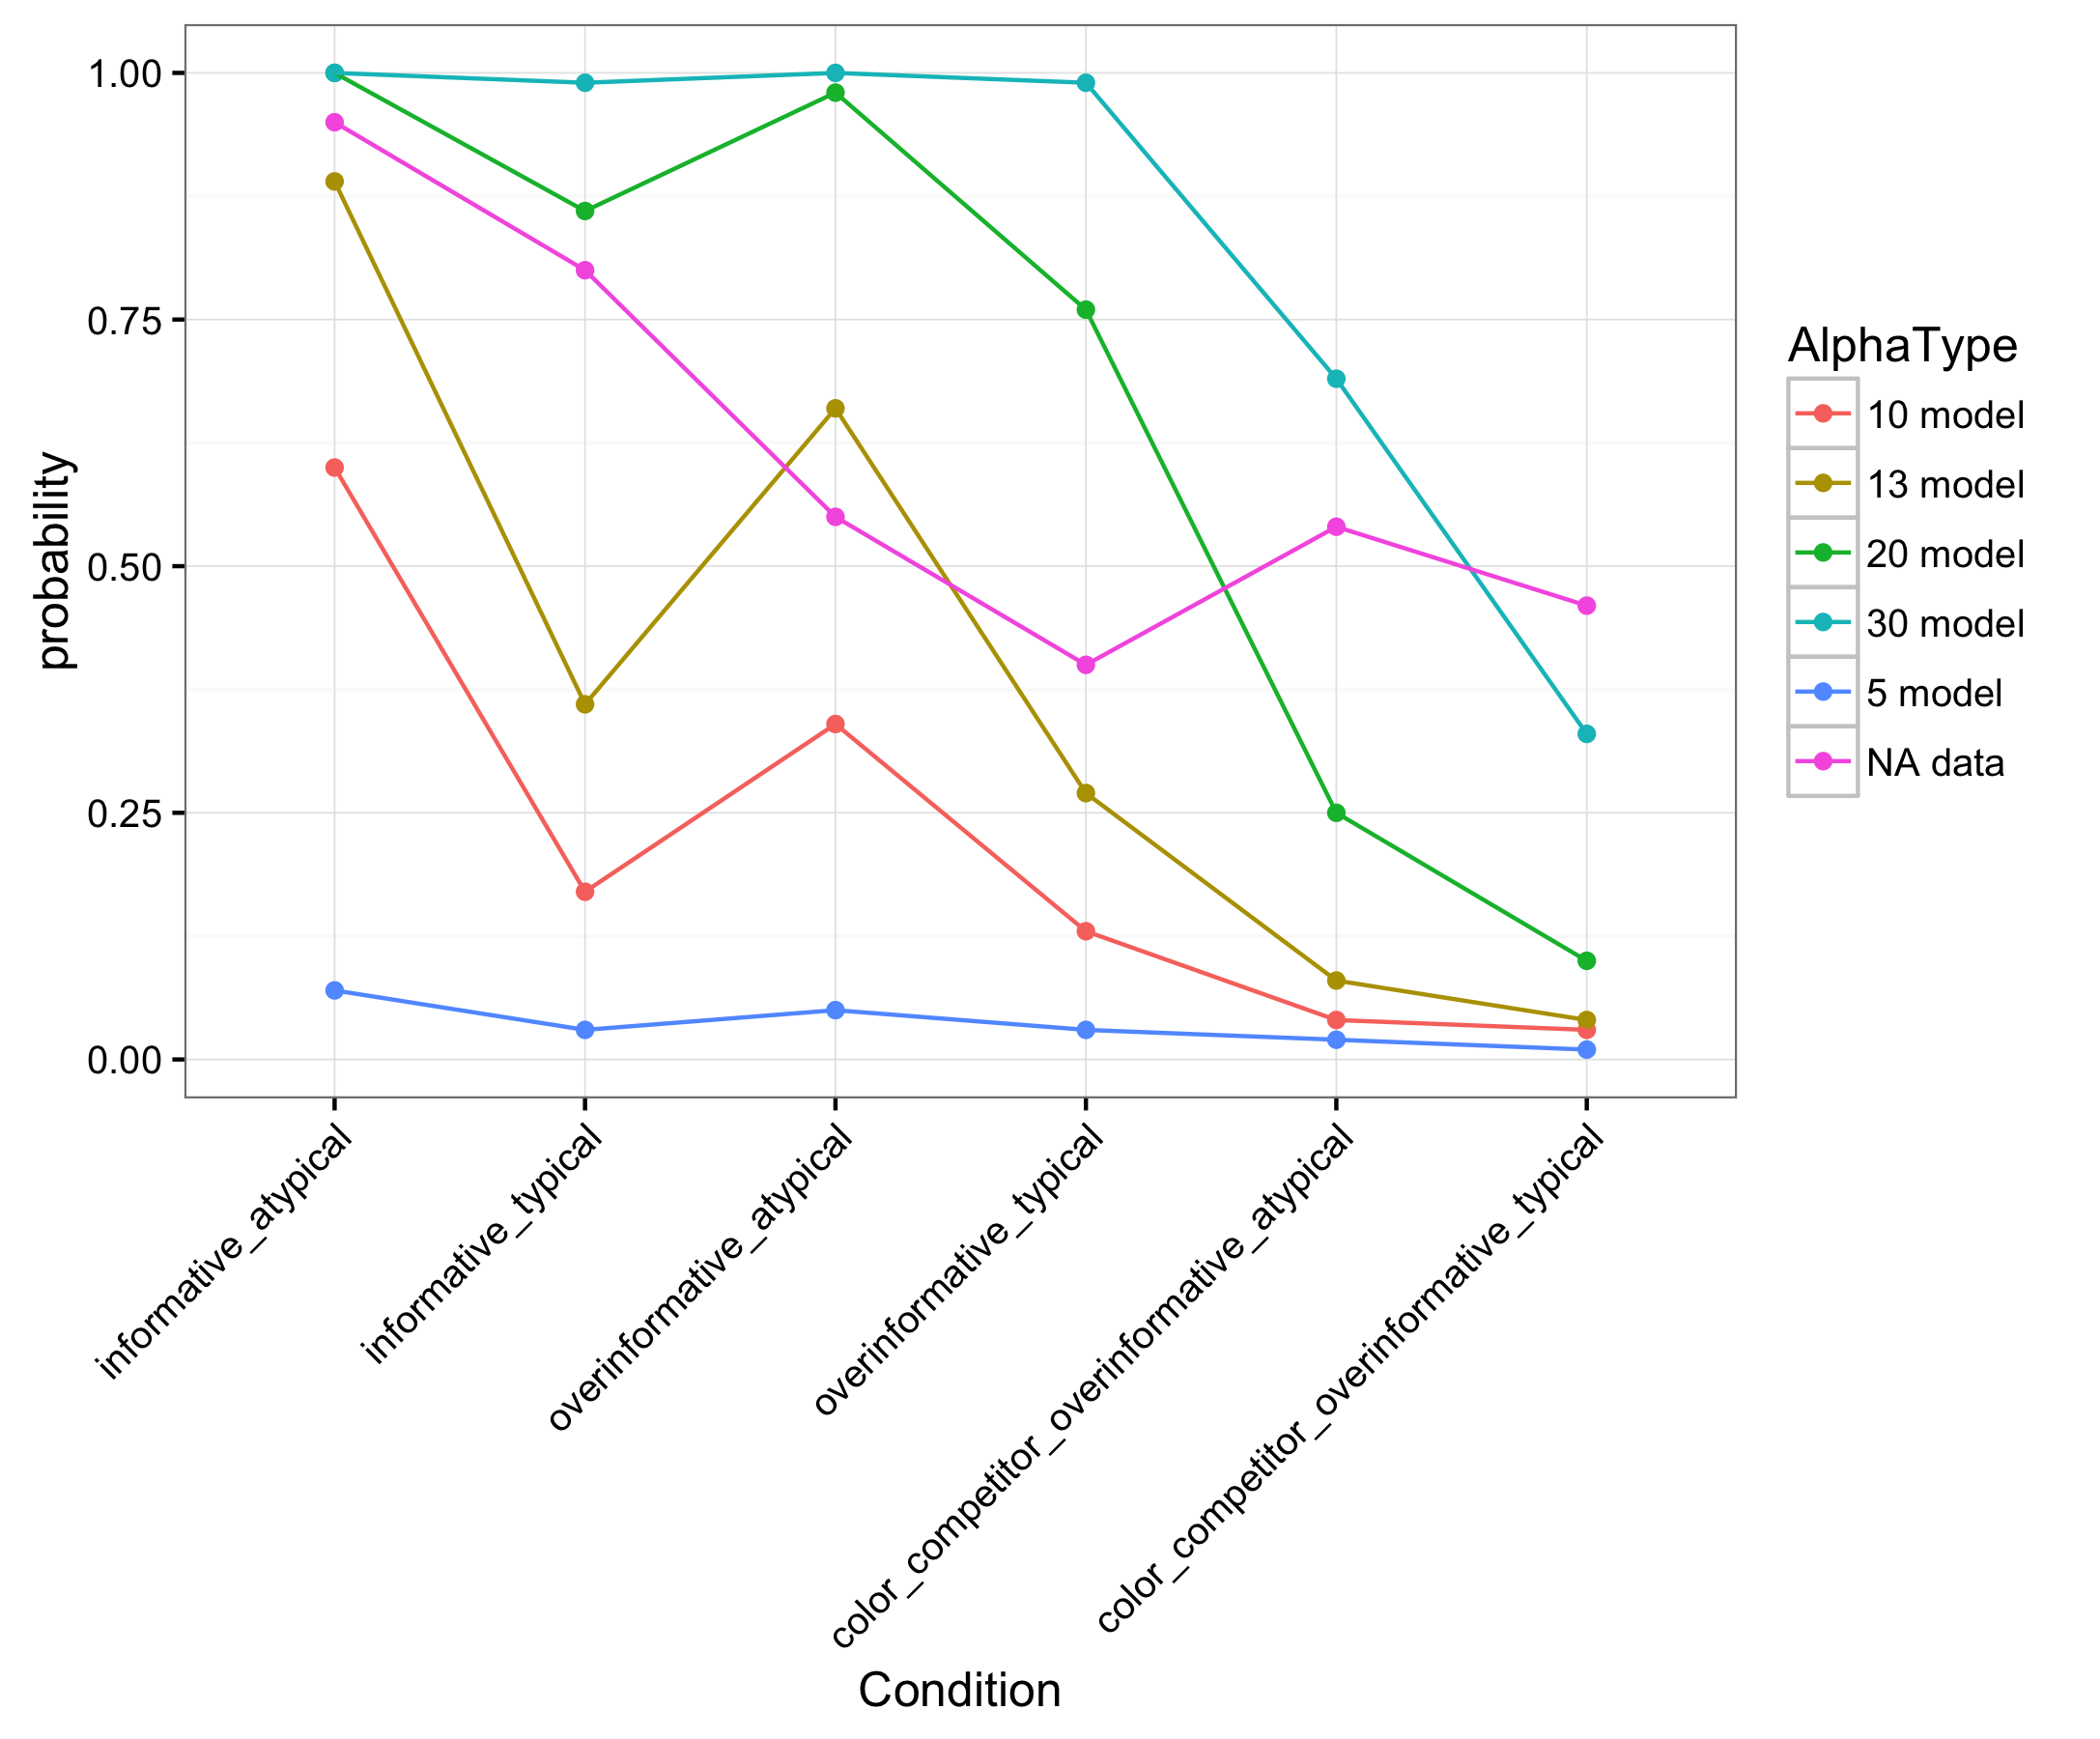 1.00
0.75
0.50
0.25
0.00
probability
informative_atypical
informative_typical
overinformative_atypical
overinformative_typical
color_competitor_overinformative_atypical
color_competitor_overinformative_typical
Condition
AlphaType
10 model
13 model
20 model
30 model
5 model
NA data